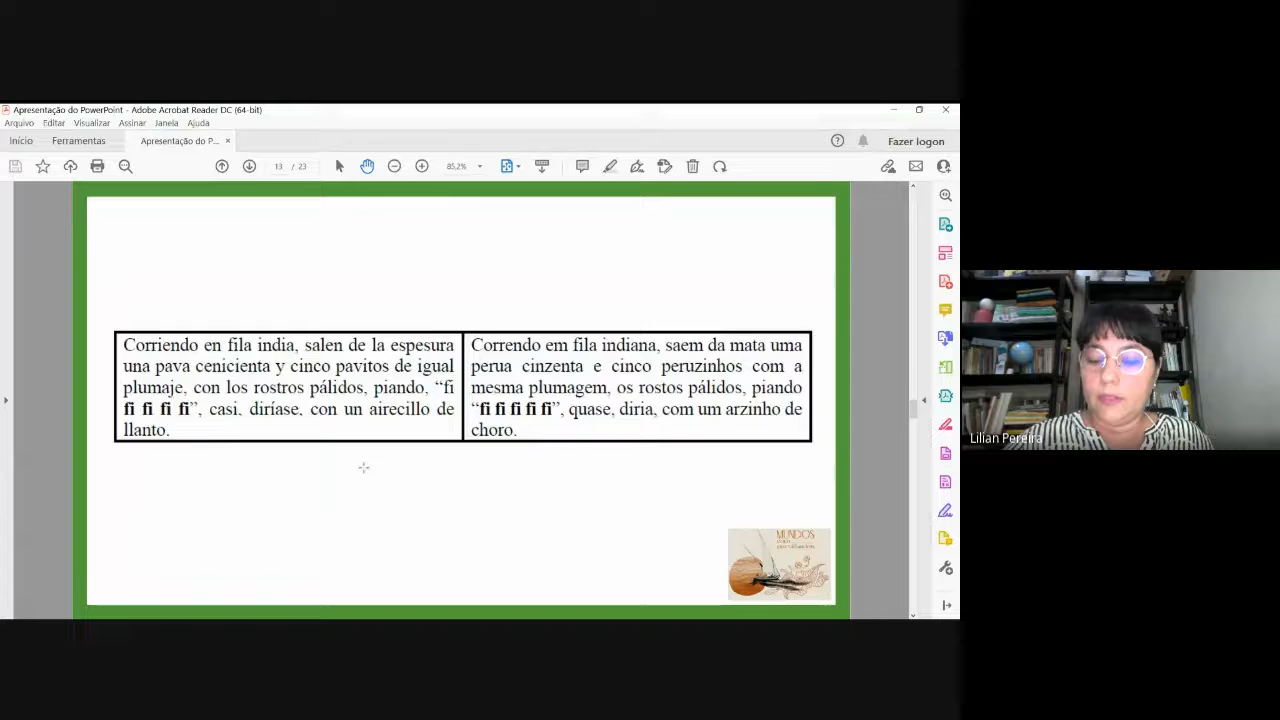 Apresentação do PowerPoint - Adobe Acrobat Reader DC (64-bit)
Arquivo Editar Visualizar Assinar Janela Ajuda
Início Ferramentas Apresentação do P... × Fazer logon
13 / 23 85,2%
Corriendo en fila india, salen de la espesura
una pava cenicienta y cinco pavitos de igual
plumaje, con los rostros pálidos, piando, “fi
fi fi fi fi”, casi, diríase, con un airecillo de
llanto.
Correndo em fila indiana, saem da mata uma
perua cinzenta e cinco peruzinhos com a
mesma plumagem, os rostos pálidos, piando
“fi fi fi fi fi”, quase, diria, com um arzinho de
choro.
MUNDOS
Lilian Pereira